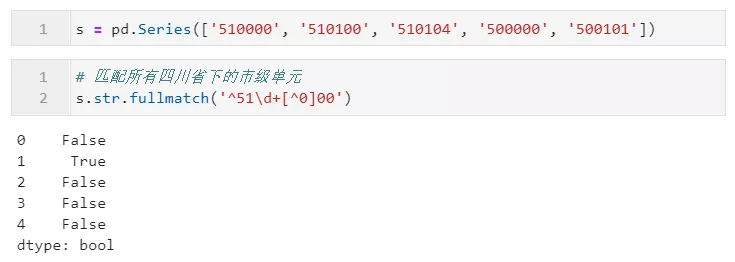 1 s = pd.Series(['510000', '510100', '510104', '500000', '500101'])
1 # 匹配所有四川省下的市级单元
2 s.str.fullmatch('^51\d+[^0]00')
0 False
1 True
2 False
3 False
4 False
dtype: bool